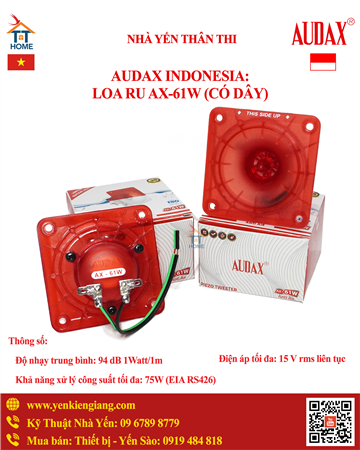 HOME
NHÀ YẾN THÂN THI
AUDAX®
AUDAX INDONESIA:
LOA RU AX-61W (CÓ DÂY)
THIS SIDE UP
AX - 61W
AUDAX®
PIEZO TWEETER
AX-61W
HOME
Thông số:
Độ nhạy trung bình: 94 dB 1Watt/1m
Điện áp tối đa: 15 V rms liên tục
Khả năng xử lý công suất tối đa: 75W (EIA RS426)
www.yenkiengiang.com
Kỹ Thuật Nhà Yến: 09 6789 8779
Mua bán: Thiết bị - Yến Sào: 0919 484 818